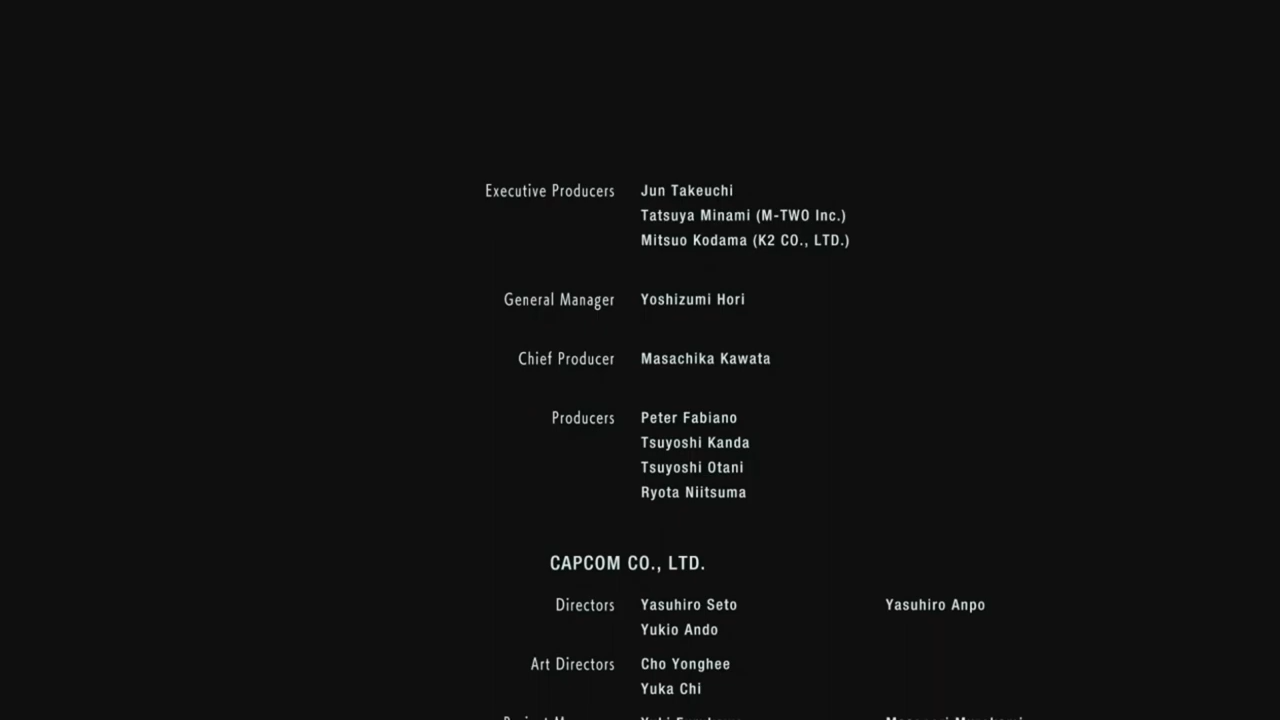 Executive Producers Jun Takeuchi
Tatsuya Minami (M-TWO Inc.)
Mitsuo Kodama (K2 CO., LTD.)
General Manager Yoshizumi Hori
Chief Producer Masachika Kawata
Producers Peter Fabiano
Tsuyoshi Kanda
Tsuyoshi Otani
Ryota Niitsuma
CAPCOM CO., LTD.
Directors Yasuhiro Seto Yasuhiro Anpo
Yukio Ando
Art Directors Cho Yonghee
Yuka Chi